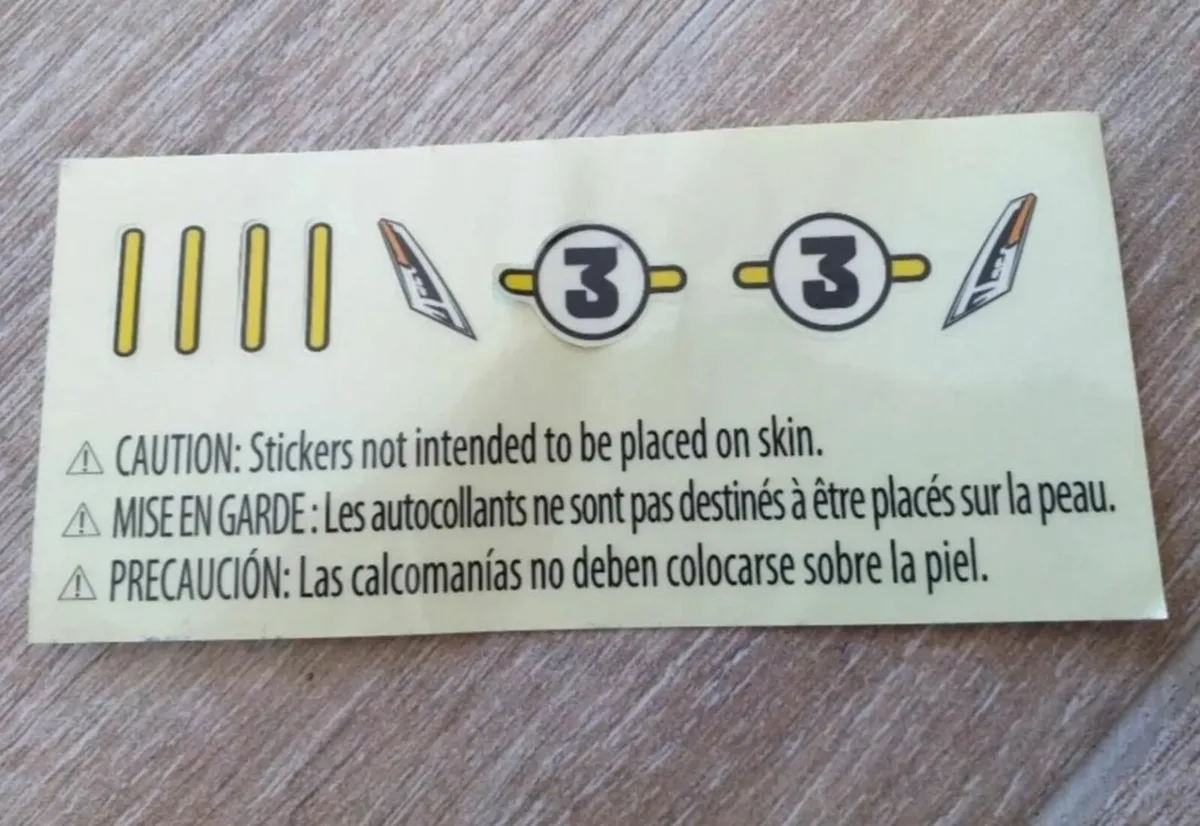 3 3
⚠ CAUTION: Stickers not intended to be placed on skin.
⚠ MISE EN GARDE : Les autocollants ne sont pas destinés à être placés sur la peau.
⚠ PRECAUCIÓN: Las calcomanías no deben colocarse sobre la piel.